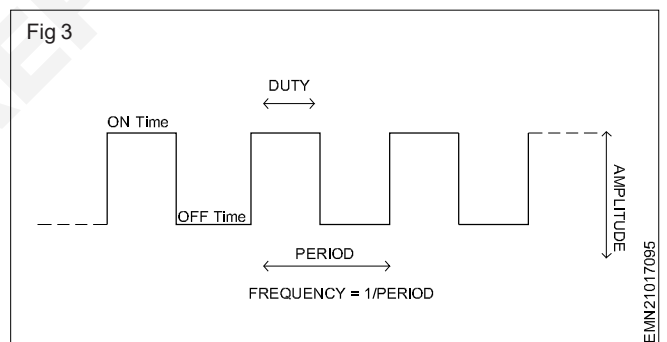 Fig 3
DUTY
ON Time
OFF Time
AMPLITUDE
PERIOD
FREQUENCY = 1/PERIOD
EMN21017095